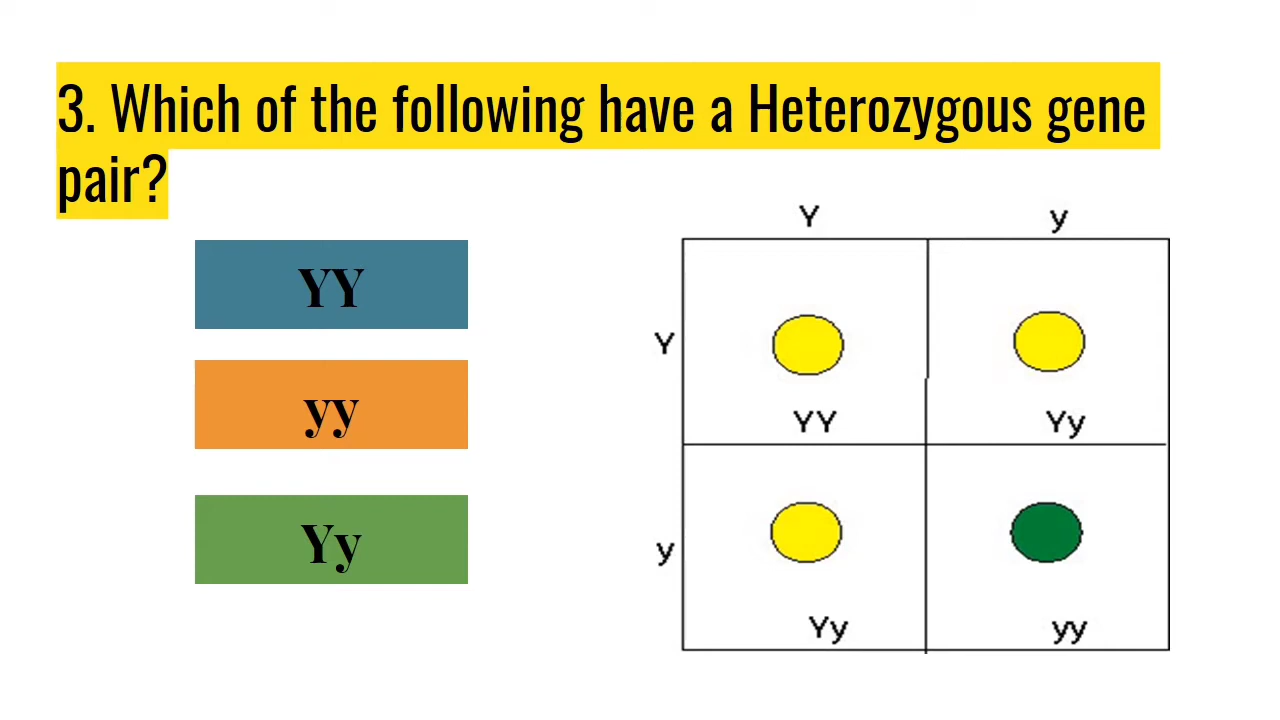 3. Which of the following have a Heterozygous gene
pair?
YY
yy
Yy
Y y
Y
YY Yy
y
Yy yy